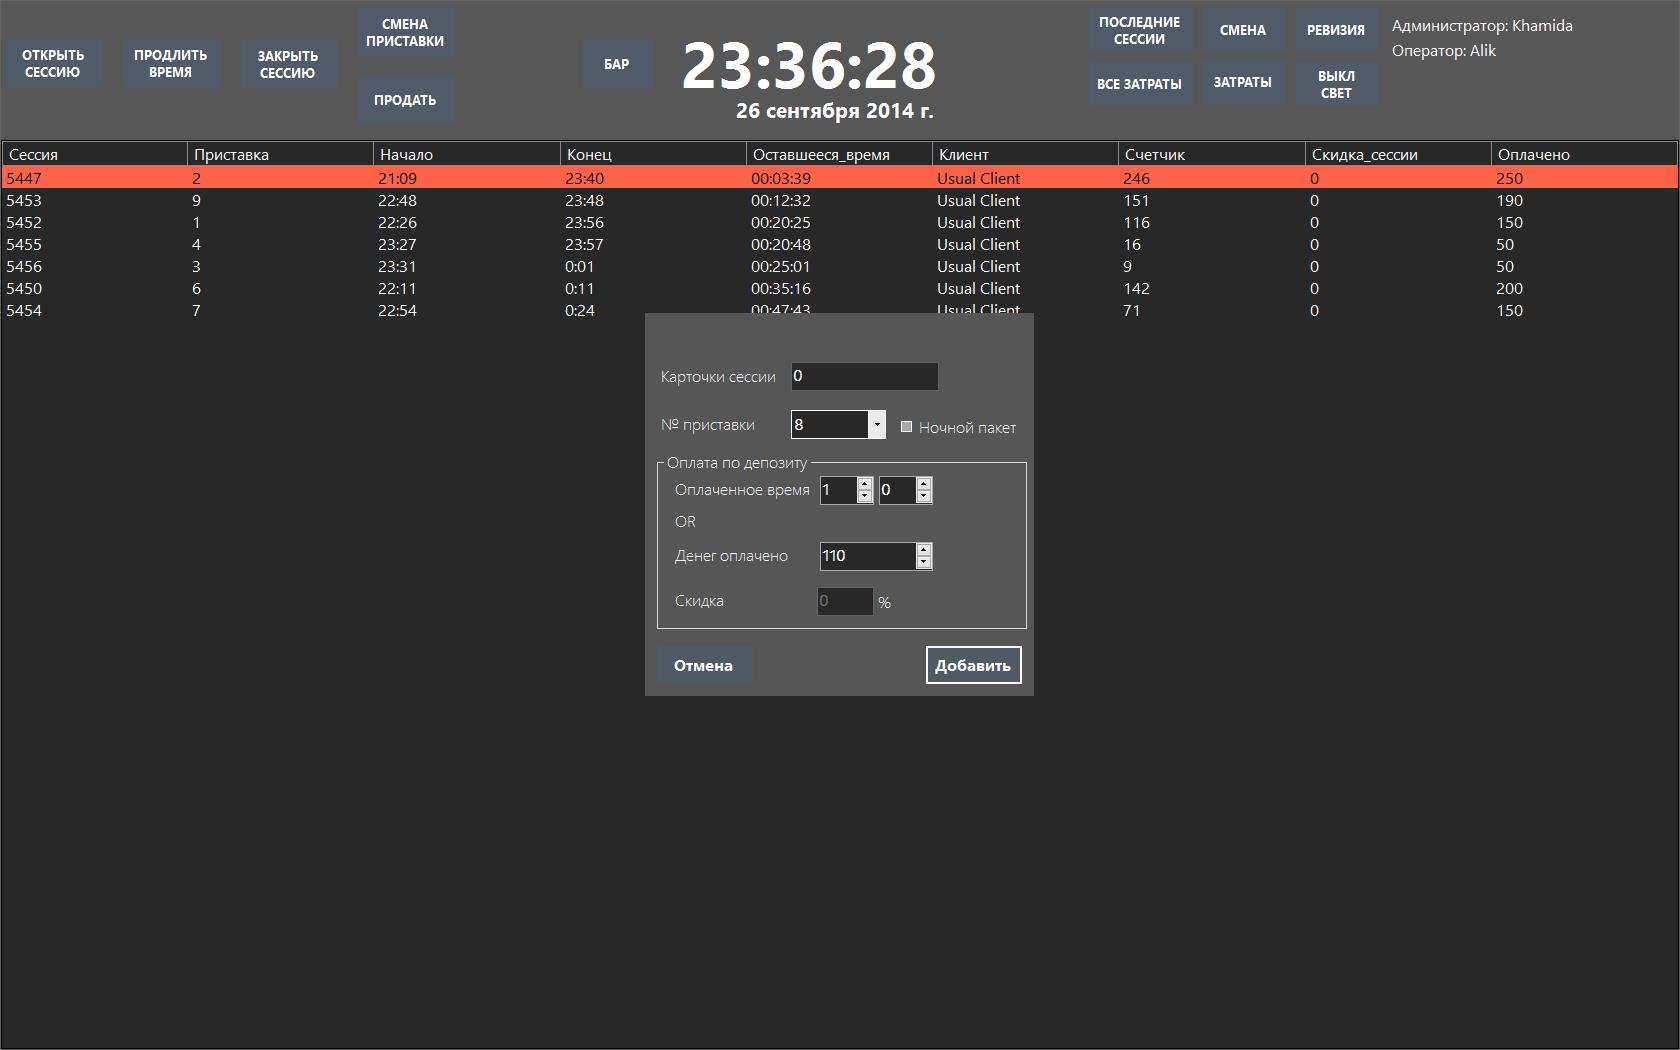 ОТКРЫТЬ
СЕССИЮ
ПРОДЛИТЬ
ВРЕМЯ
ЗАКРЫТЬ
СЕССИЮ
СМЕНА
ПРИСТАВКИ
ПРОДАТЬ
БАР
23:36:28
26 сентября 2014 г.
ПОСЛЕДНИЕ
СЕССИИ
СМЕНА
РЕВИЗИЯ
ВСЕ ЗАТРАТЫ
ЗАТРАТЫ
ВЫКЛ
СВЕТ
Администратор: Khamida
Оператор: Alik
Сессия Приставка Начало Конец Оставшееся_время Клиент Счетчик Скидка_сессии Оплачено
5447 2 21:09 23:40 00:03:39 Usual Client 246 0 250
5453 9 22:48 23:48 00:12:32 Usual Client 151 0 190
5452 1 22:26 23:56 00:20:25 Usual Client 116 0 150
5455 4 23:27 23:57 00:20:48 Usual Client 16 0 50
5456 3 23:31 0:01 00:25:01 Usual Client 9 0 50
5450 6 22:11 0:11 00:35:16 Usual Client 142 0 200
5454 7 22:54 0:24 00:47:43 Usual Client 71 0 150
Карточки сессии 0
№ приставки 8 Ночной пакет
Оплата по депозиту
Оплаченное время 1 0
OR
Денег оплачено 110
Скидка 0 %
Отмена Добавить